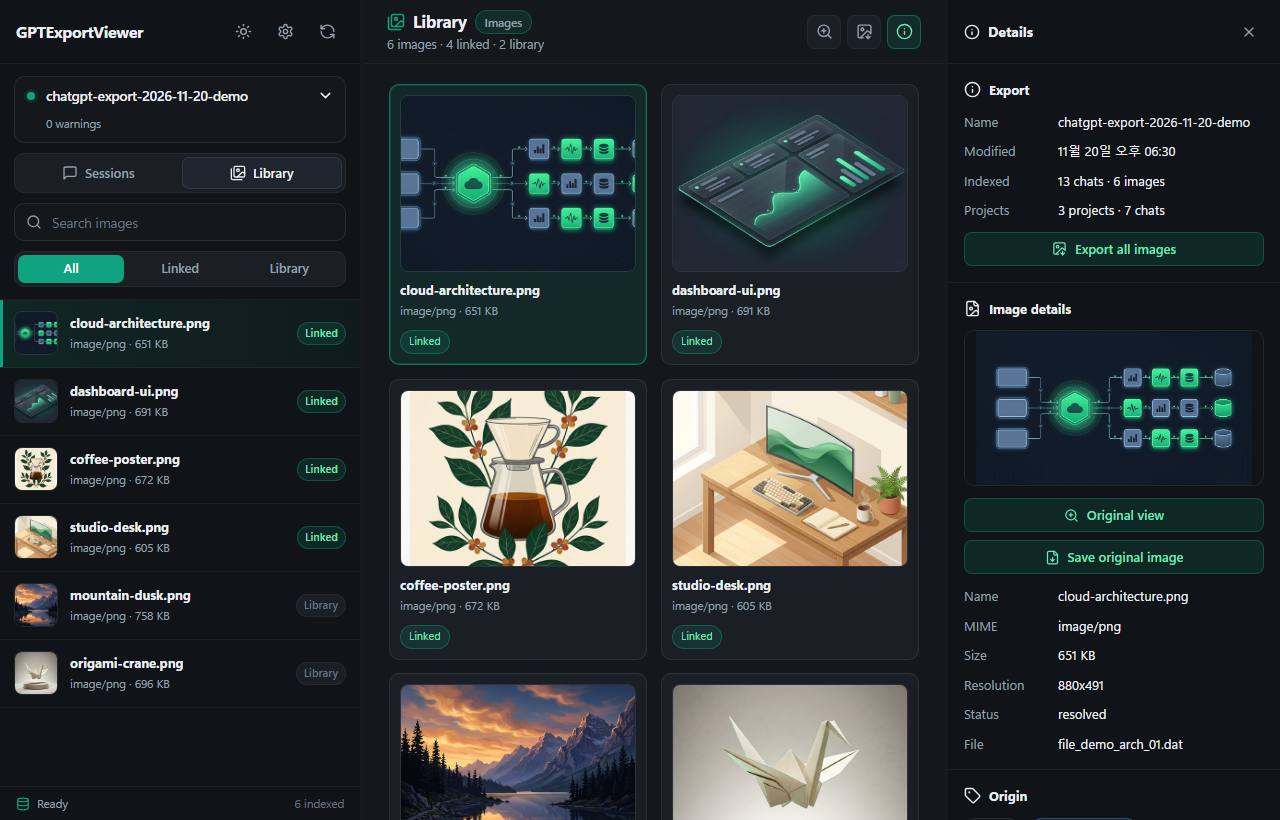 GPTExportViewer
chatgpt-export-2026-11-20-demo
0 warnings
Sessions
Library
Search images
All
Linked
Library
cloud-architecture.png
image/png · 651 KB
Linked
dashboard-ui.png
image/png · 691 KB
Linked
coffee-poster.png
image/png · 672 KB
Linked
studio-desk.png
image/png · 605 KB
Linked
mountain-dusk.png
image/png · 758 KB
Library
origami-crane.png
image/png · 696 KB
Library
Ready
6 indexed
Library
Images
6 images · 4 linked · 2 library
cloud-architecture.png
image/png · 651 KB
Linked
dashboard-ui.png
image/png · 691 KB
Linked
coffee-poster.png
image/png · 672 KB
Linked
studio-desk.png
image/png · 605 KB
Linked
Details
Export
Name chatgpt-export-2026-11-20-demo
Modified 11월 20일 오후 06:30
Indexed 13 chats · 6 images
Projects 3 projects · 7 chats
Export all images
Image details
Original view
Save original image
Name cloud-architecture.png
MIME image/png
Size 651 KB
Resolution 880x491
Status resolved
File file_demo_arch_01.dat
Origin